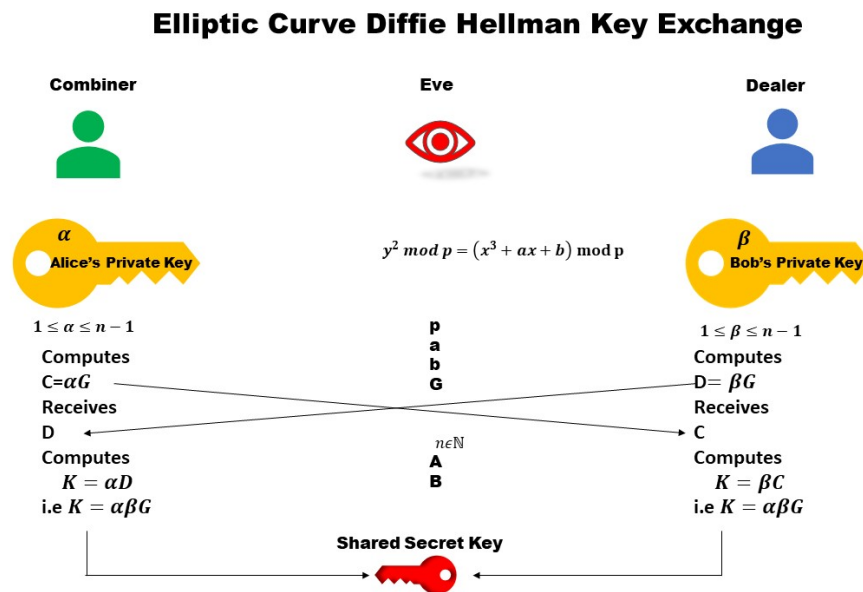 Elliptic Curve Diffie Hellman Key Exchange
Combiner
Eve
Dealer
α
Alice's Private Key
y² mod p = (x³ + ax + b) mod p
β
Bob's Private Key
1 ≤ α ≤ n − 1
Computes
C=αG
Receives
D
Computes
K = αD
i.e K = αβG
p
a
b
G
nϵℕ
A
B
1 ≤ β ≤ n − 1
Computes
D= βG
Receives
C
Computes
K = βC
i.e K = αβG
Shared Secret Key